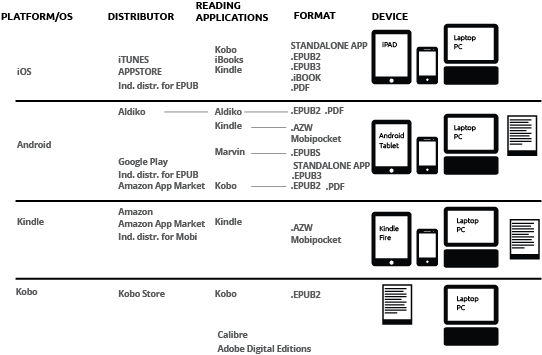 PLATFORM/OS DISTRIBUTOR READING APPLICATIONS FORMAT DEVICE
Kobo
iTUNES iBooks
iOS APPSTORE Kindle
Ind. distr. for EPUB
STANDALONE APP
.EPUB2
.EPUB3
.iBOOK
.PDF
IPAD
Laptop
PC
Aldiko Aldiko .EPUB2 .PDF
Kindle .AZW
Mobipocket
Android
Marvin .EPUBS
Google Play STANDALONE APP
Ind. distr. for EPUB .EPUB3
Amazon App Market Kobo .EPUB2 .PDF
Android
Tablet
Laptop
PC
Amazon
Kindle Amazon App Market Kindle .AZW
Ind. distr. for Mobi Mobipocket
Kindle
Fire
Laptop
PC
Kobo Kobo Store Kobo .EPUB2
Laptop
PC
Calibre
Adobe Digital Editions